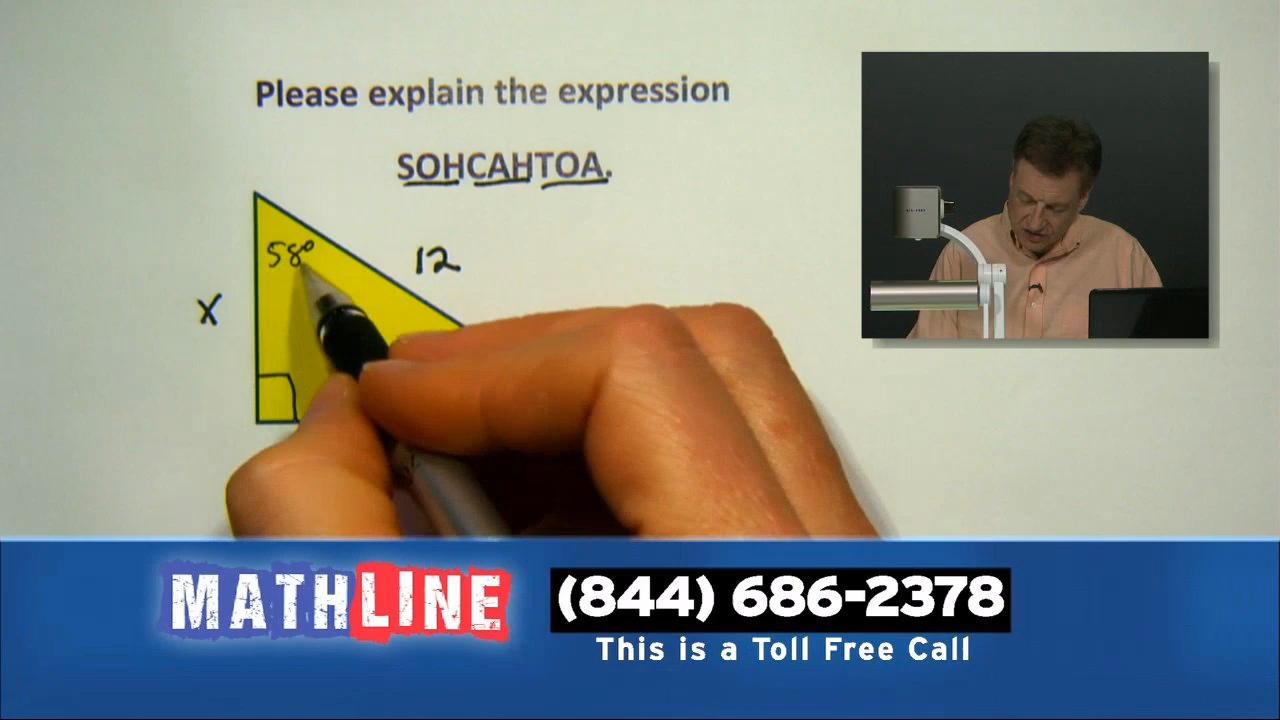 Please explain the expression
SOHCAHTOA.
58°
12
X
MATHLINE
(844) 686-2378
This is a Toll Free Call